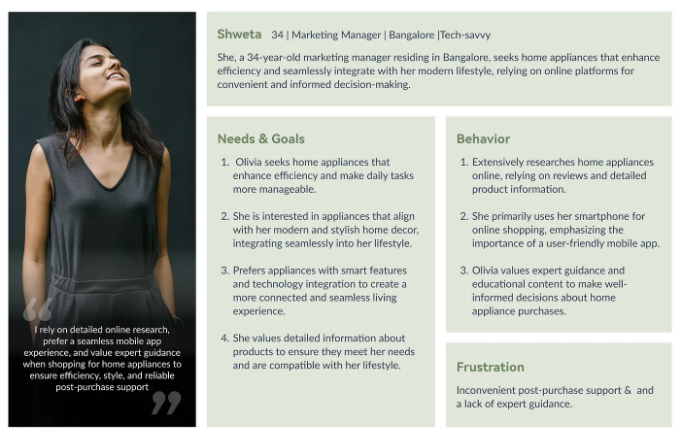 Shweta 34 | Marketing Manager | Bangalore |Tech-savvy
She, a 34-year-old marketing manager residing in Bangalore, seeks home appliances that enhance
efficiency and seamlessly integrate with her modern lifestyle, relying on online platforms for
convenient and informed decision-making.
Needs & Goals
1. Olivia seeks home appliances that
enhance efficiency and make daily tasks
more manageable.
2. She is interested in appliances that align
with her modern and stylish home decor,
integrating seamlessly into her lifestyle.
3. Prefers appliances with smart features
and technology integration to create a
more connected and seamless living
experience.
4. She values detailed information about
products to ensure they meet her needs
and are compatible with her lifestyle.
Behavior
1. Extensively researches home appliances
online, relying on reviews and detailed
product information.
2. She primarily uses her smartphone for
online shopping, emphasizing the
importance of a user-friendly mobile app.
3. Olivia values expert guidance and
educational content to make well-
informed decisions about home
appliance purchases.
Frustration
Inconvenient post-purchase support & and
a lack of expert guidance.
“
I rely on detailed online research,
prefer a seamless mobile app
experience, and value expert guidance
when shopping for home appliances to
ensure efficiency, style, and reliable
post-purchase support
”